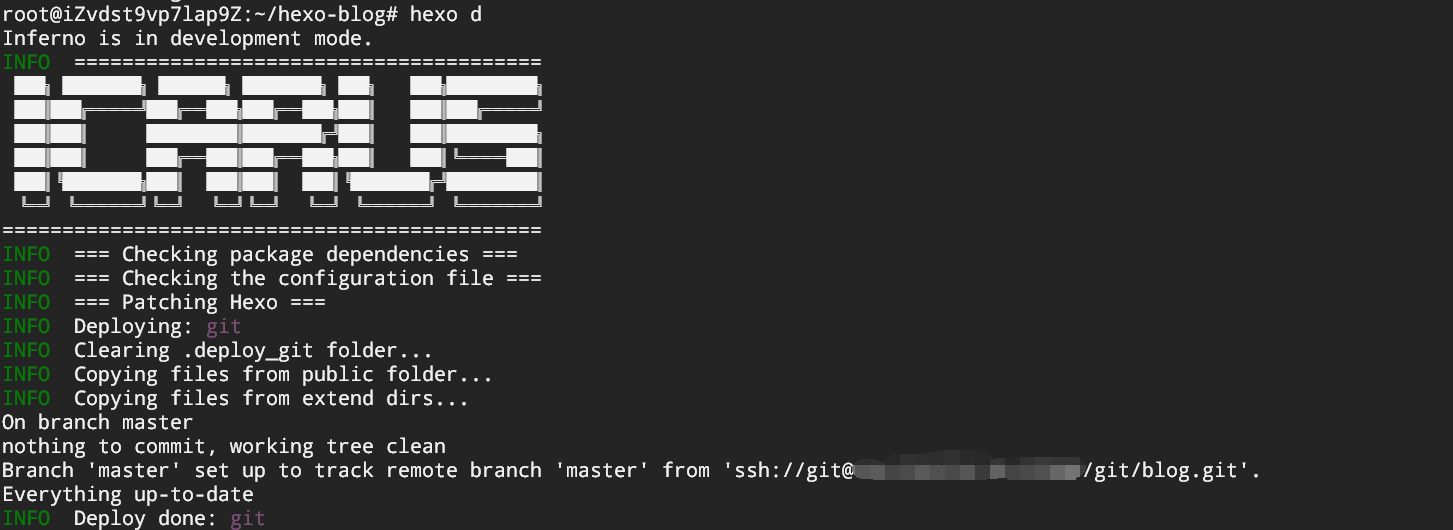 root@iZvdst9vp7lap9Z:~/hexo-blog# hexo d
Inferno is in development mode.
INFO  =======================================
ICARUS
=============================================
INFO  === Checking package dependencies ===
INFO  === Checking the configuration file ===
INFO  === Patching Hexo ===
INFO  Deploying: git
INFO  Clearing .deploy_git folder...
INFO  Copying files from public folder...
INFO  Copying files from extend dirs...
On branch master
nothing to commit, working tree clean
Branch 'master' set up to track remote branch 'master' from 'ssh://git@/git/blog.git'.
Everything up-to-date
INFO  Deploy done: git